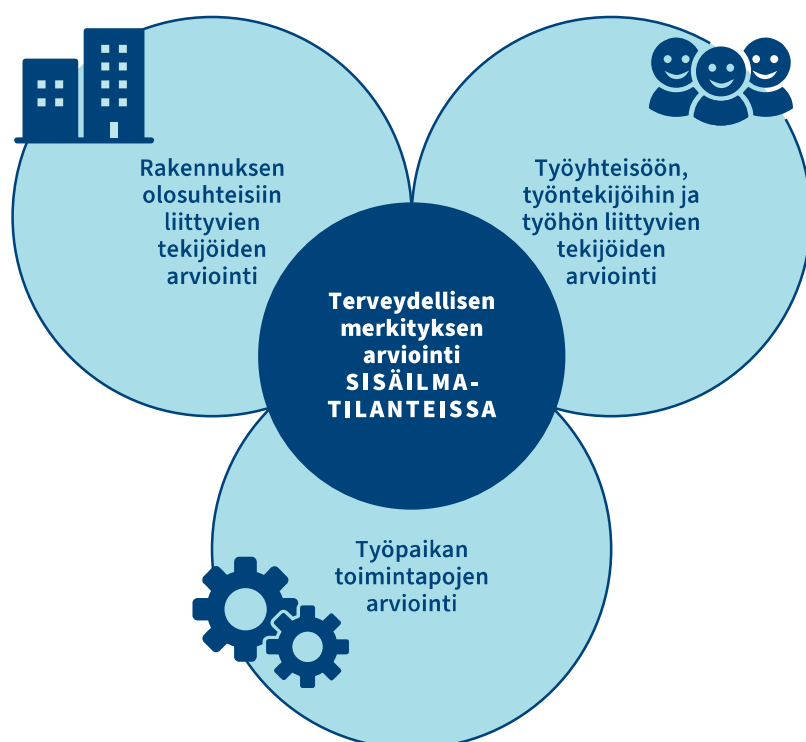 Rakennuksen
olosuhteisiin
liittyvien
tekijöiden
arviointi
Työyhteisöön,
työntekijöihin ja
työhön liittyvien
tekijöiden
arviointi
Terveydellisen
merkityksen
arviointi
SISÄILMA-
TILANTEISSA
Työpaikan
toimintapojen
arviointi